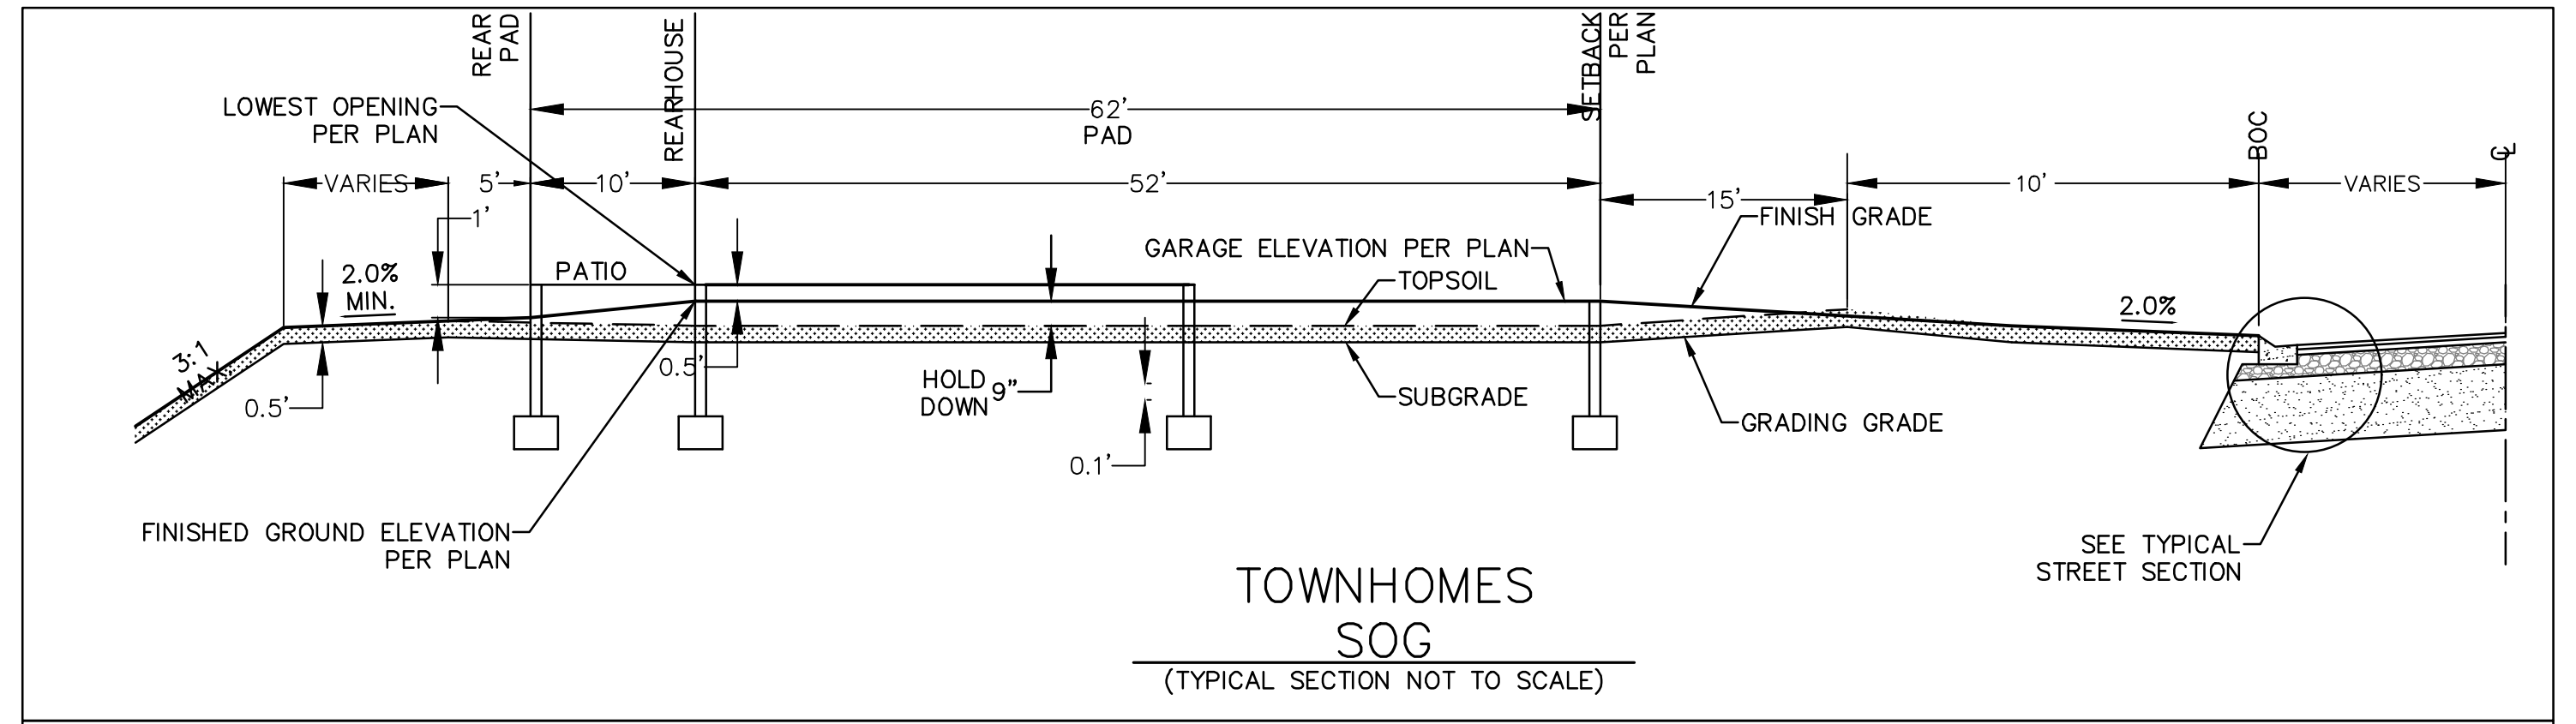 REAR
PAD
REARHOUSE
SETBACK
PER
PLAN
LOWEST OPENING
PER PLAN
62'
PAD
BOC
℄
VARIES
5'
10'
52'
15'
10'
VARIES
1'
FINISH GRADE
GARAGE ELEVATION PER PLAN
TOPSOIL
PATIO
2.0%
MIN.
2.0%
3:1
MAX.
0.5'
0.5'
HOLD
DOWN
9"
0.1'
SUBGRADE
GRADING GRADE
FINISHED GROUND ELEVATION
PER PLAN
SEE TYPICAL
STREET SECTION
TOWNHOMES
SOG
(TYPICAL SECTION NOT TO SCALE)